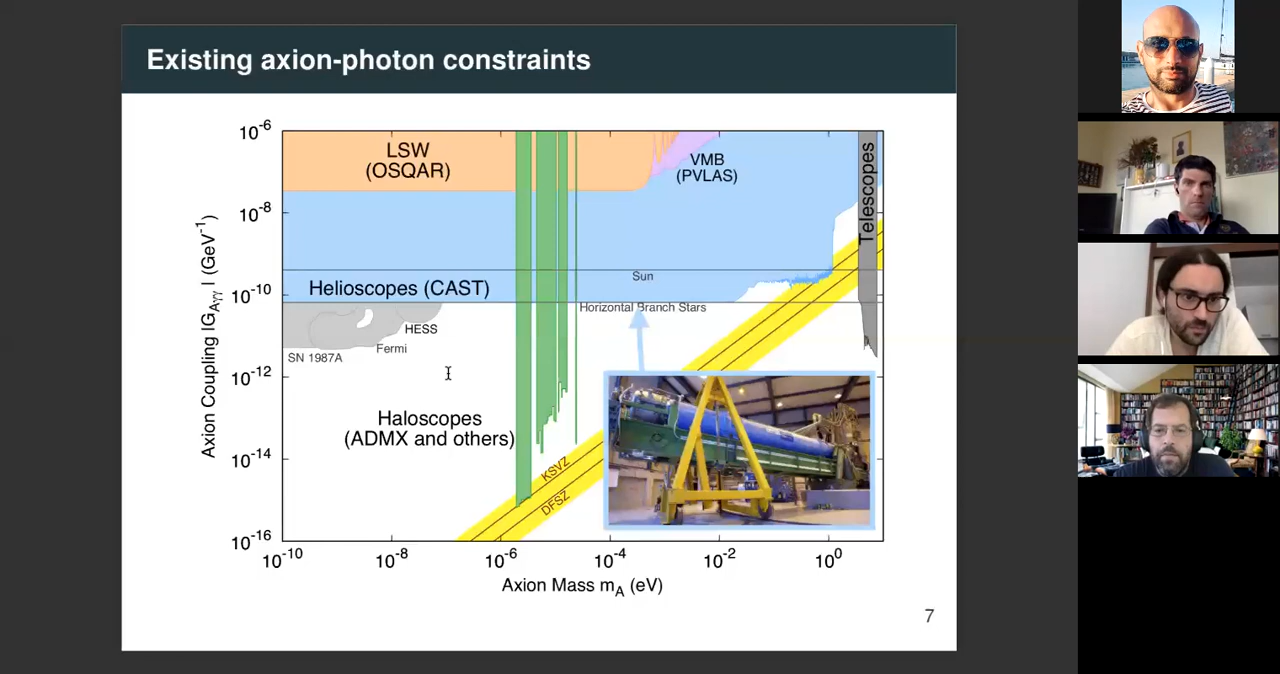 Existing axion-photon constraints
10⁻⁶
10⁻⁸
10⁻¹⁰
10⁻¹²
10⁻¹⁴
10⁻¹⁶
Axion Coupling |G_Aγγ| (GeV⁻¹)
LSW
(OSQAR)
VMB
(PVLAS)
Telescopes
Sun
Helioscopes (CAST)
Horizontal Branch Stars
HESS
Fermi
SN 1987A
Haloscopes
(ADMX and others)
KSVZ
DFSZ
10⁻¹⁰ 10⁻⁸ 10⁻⁶ 10⁻⁴ 10⁻² 10⁰
Axion Mass m_A (eV)
7